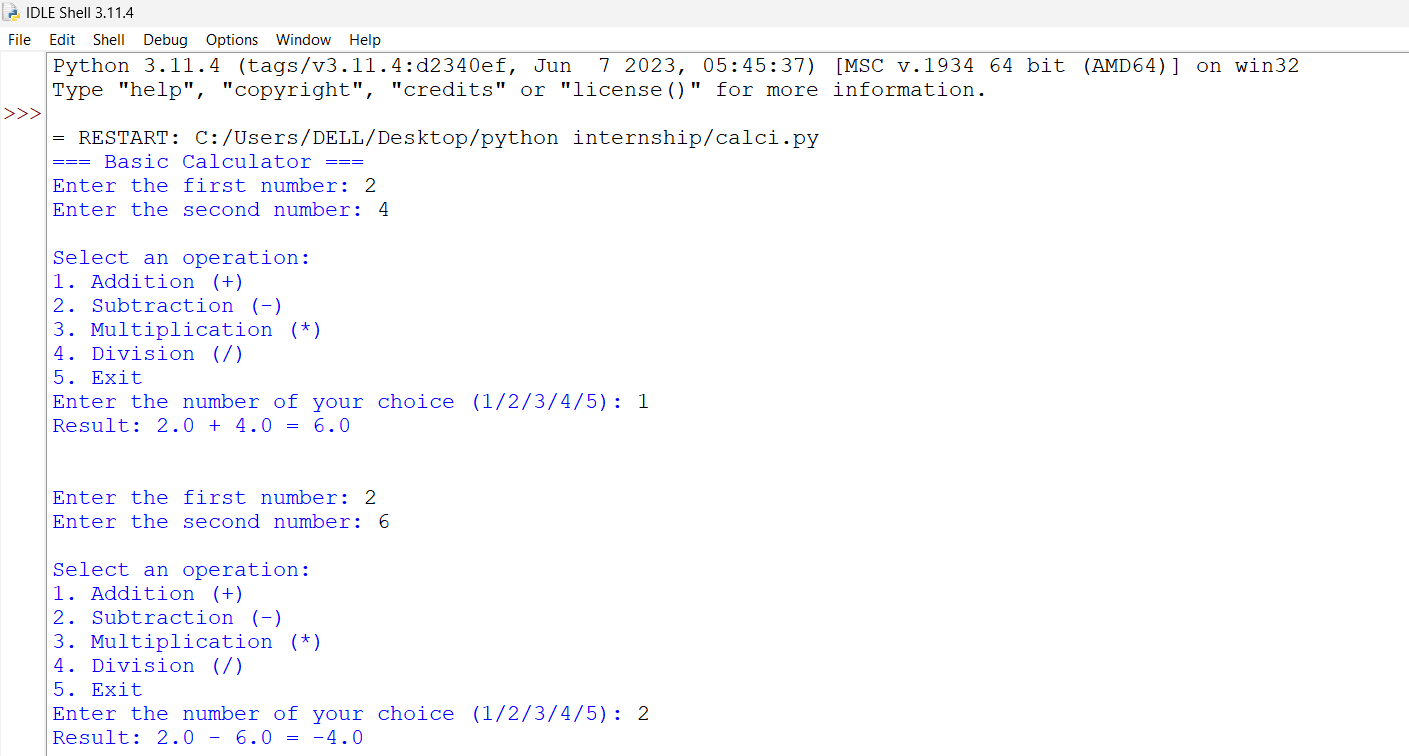 IDLE Shell 3.11.4
File Edit Shell Debug Options Window Help
Python 3.11.4 (tags/v3.11.4:d2340ef, Jun  7 2023, 05:45:37) [MSC v.1934 64 bit (AMD64)] on win32
Type "help", "copyright", "credits" or "license()" for more information.
>>>
= RESTART: C:/Users/DELL/Desktop/python internship/calci.py
=== Basic Calculator ===
Enter the first number: 2
Enter the second number: 4
Select an operation:
1. Addition (+)
2. Subtraction (-)
3. Multiplication (*)
4. Division (/)
5. Exit
Enter the number of your choice (1/2/3/4/5): 1
Result: 2.0 + 4.0 = 6.0
Enter the first number: 2
Enter the second number: 6
Select an operation:
1. Addition (+)
2. Subtraction (-)
3. Multiplication (*)
4. Division (/)
5. Exit
Enter the number of your choice (1/2/3/4/5): 2
Result: 2.0 - 6.0 = -4.0